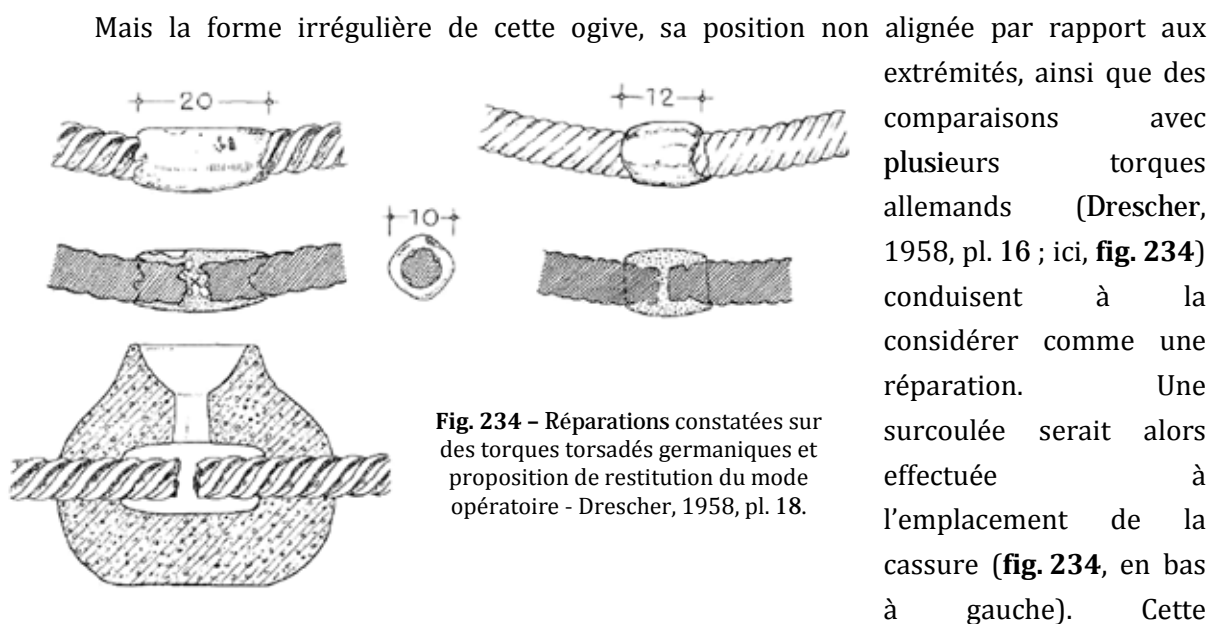 Mais la forme irrégulière de cette ogive, sa position non alignée par rapport aux
extrémités, ainsi que des
comparaisons avec
plusieurs torques
allemands (Drescher,
1958, pl. 16 ; ici, fig. 234)
conduisent à la
considérer comme une
réparation. Une
surcoulée serait alors
effectuée à
l'emplacement de la
cassure (fig. 234, en bas
à gauche). Cette
20
12
10
Fig. 234 – Réparations constatées sur
des torques torsadés germaniques et
proposition de restitution du mode
opératoire - Drescher, 1958, pl. 18.